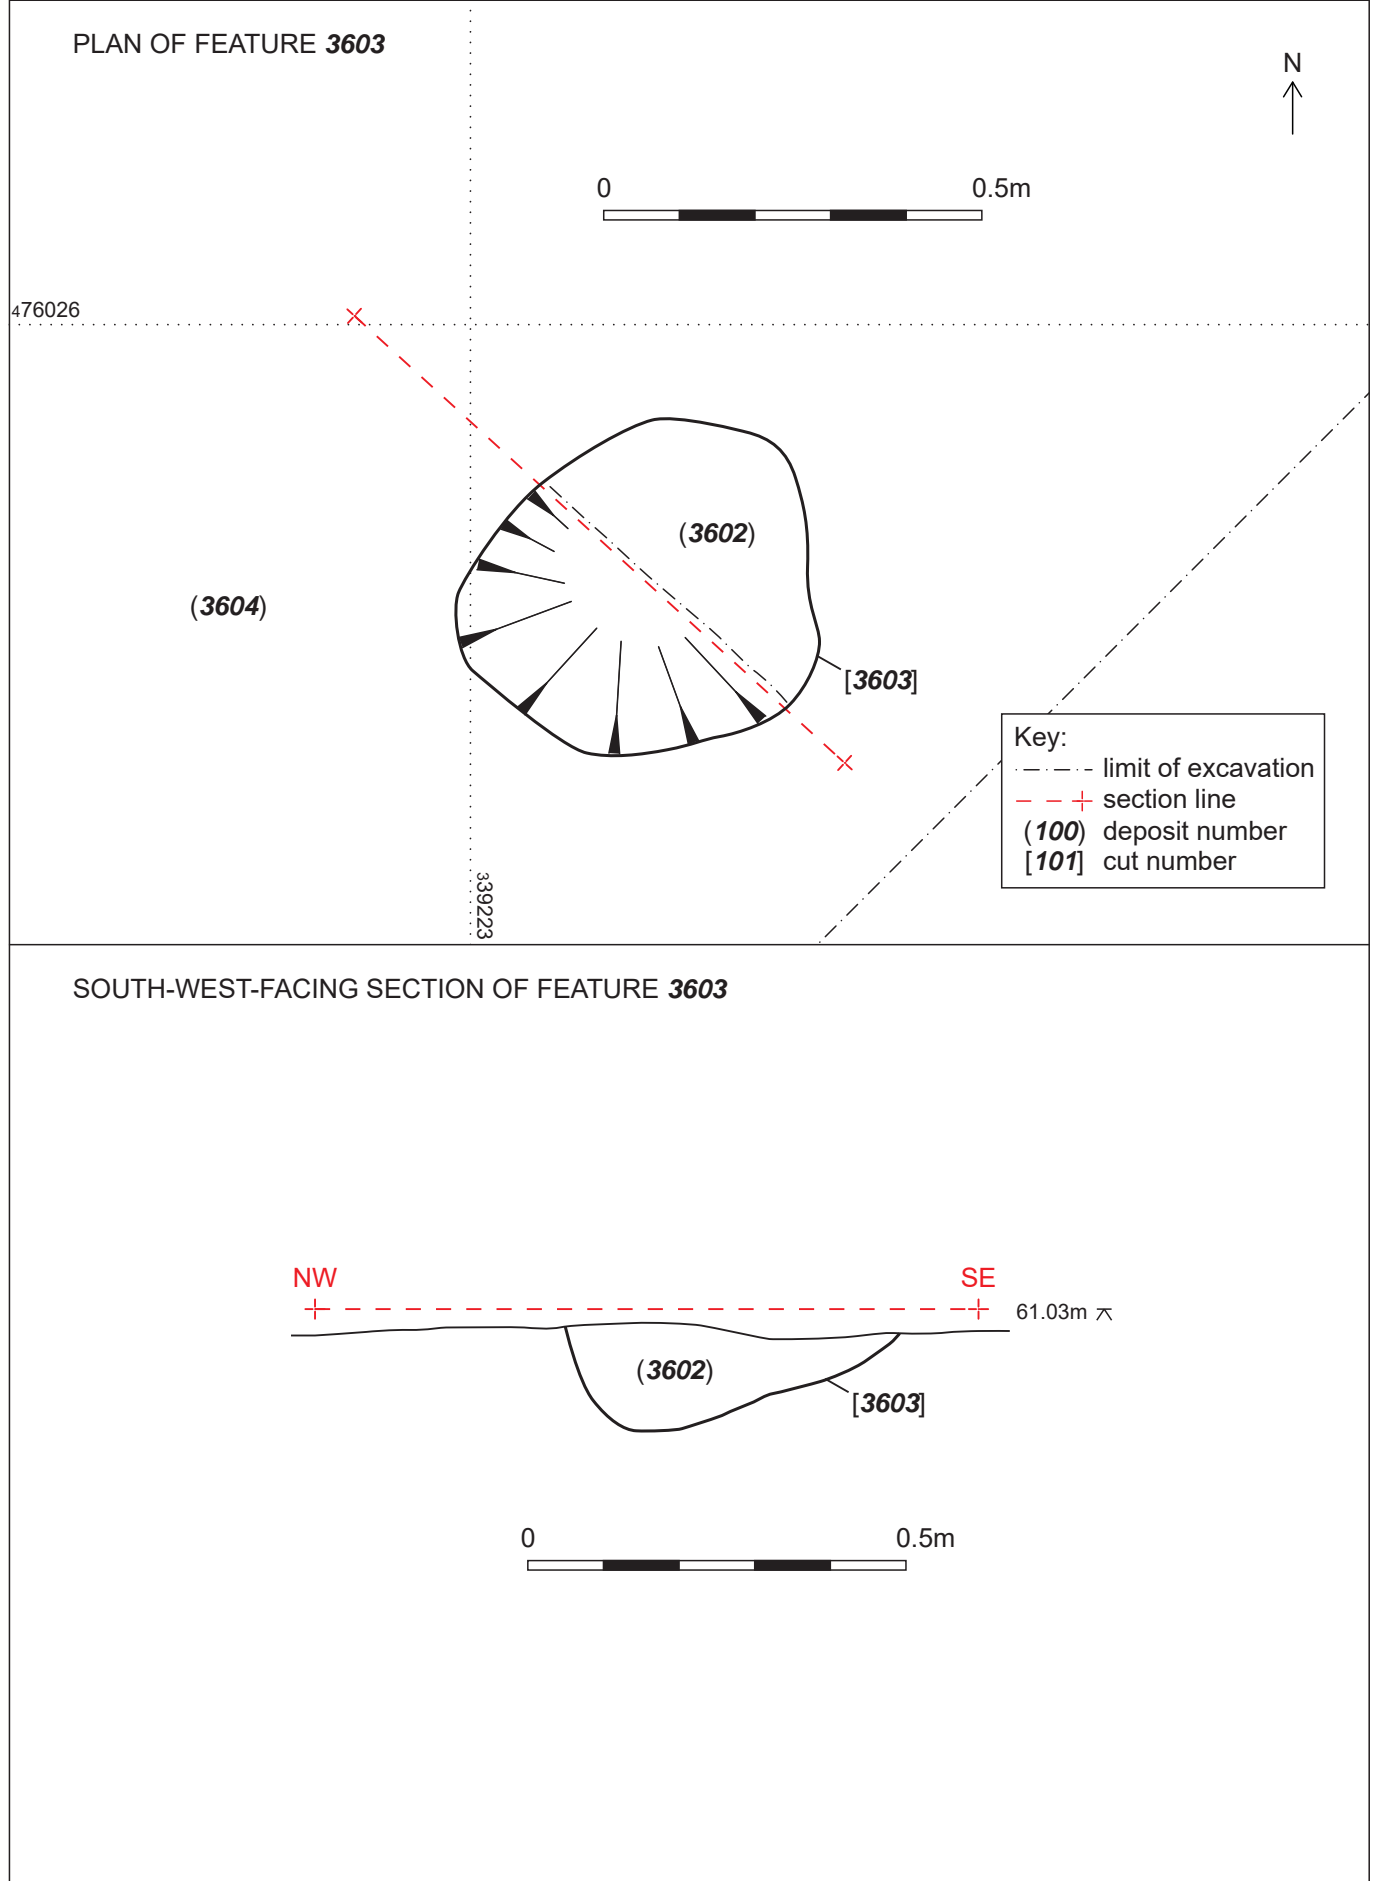 PLAN OF FEATURE 3603
N
0 0.5m
476026
(3602)
(3604)
[3603]
Key:
limit of excavation
section line
(100) deposit number
[101] cut number
339223
SOUTH-WEST-FACING SECTION OF FEATURE 3603
NW SE
61.03m
(3602)
[3603]
0 0.5m